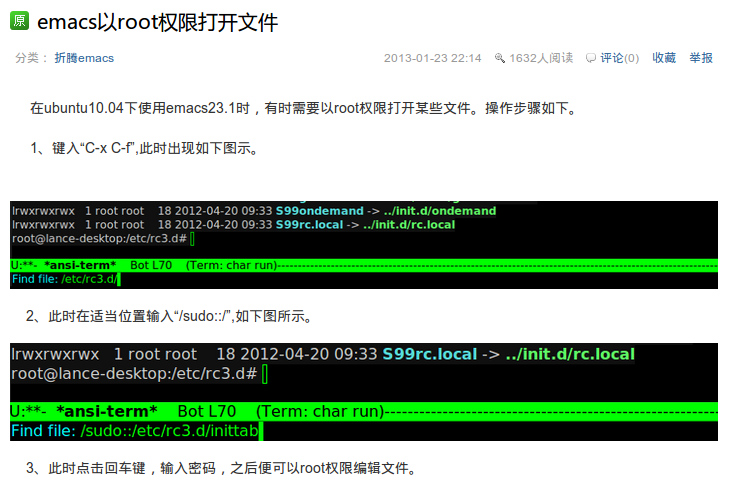 原 emacs以root权限打开文件
分类： 折腾emacs 2013-01-23 22:14 1632人阅读 评论(0) 收藏 举报
在ubuntu10.04下使用emacs23.1时，有时需要以root权限打开某些文件。操作步骤如下。
1、键入“C-x C-f”,此时出现如下图示。
lrwxrwxrwx 1 root root 18 2012-04-20 09:33 S99ondemand -> ../init.d/ondemand
lrwxrwxrwx 1 root root 18 2012-04-20 09:33 S99rc.local -> ../init.d/rc.local
root@lance-desktop:/etc/rc3.d#
U:**- *ansi-term* Bot L70 (Term: char run)----------------------------------------------------------------
Find file: /etc/rc3.d/
2、此时在适当位置输入“/sudo::/”,如下图所示。
lrwxrwxrwx 1 root root 18 2012-04-20 09:33 S99rc.local -> ../init.d/rc.local
root@lance-desktop:/etc/rc3.d#
U:**- *ansi-term* Bot L70 (Term: char run)------------------------------------------------
Find file: /sudo::/etc/rc3.d/inittab
3、此时点击回车键，输入密码，之后便可以root权限编辑文件。